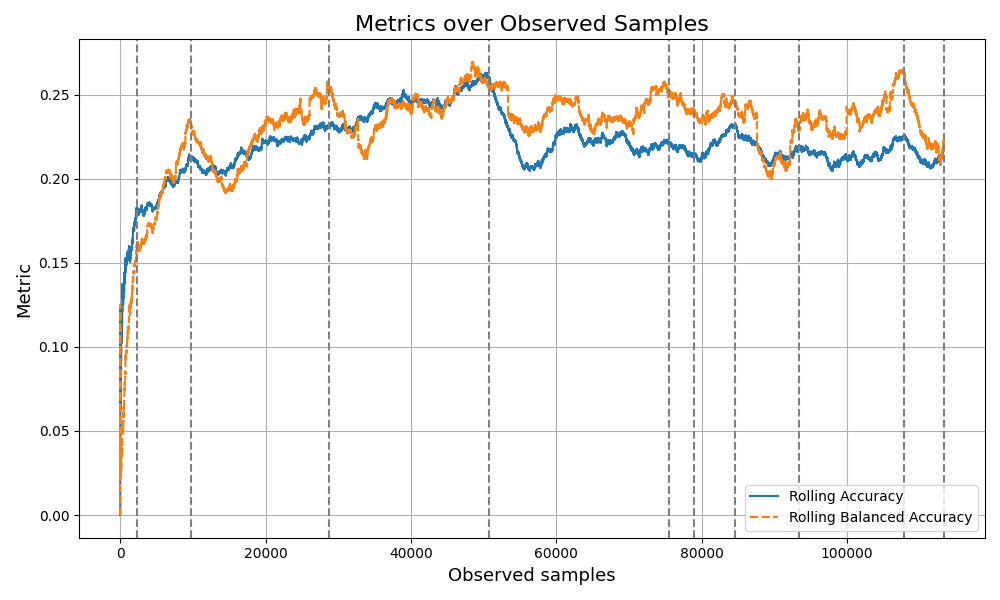 Metrics over Observed Samples
Metric
0.25
0.20
0.15
0.10
0.05
0.00
0
20000
40000
60000
80000
100000
Observed samples
Rolling Accuracy
Rolling Balanced Accuracy